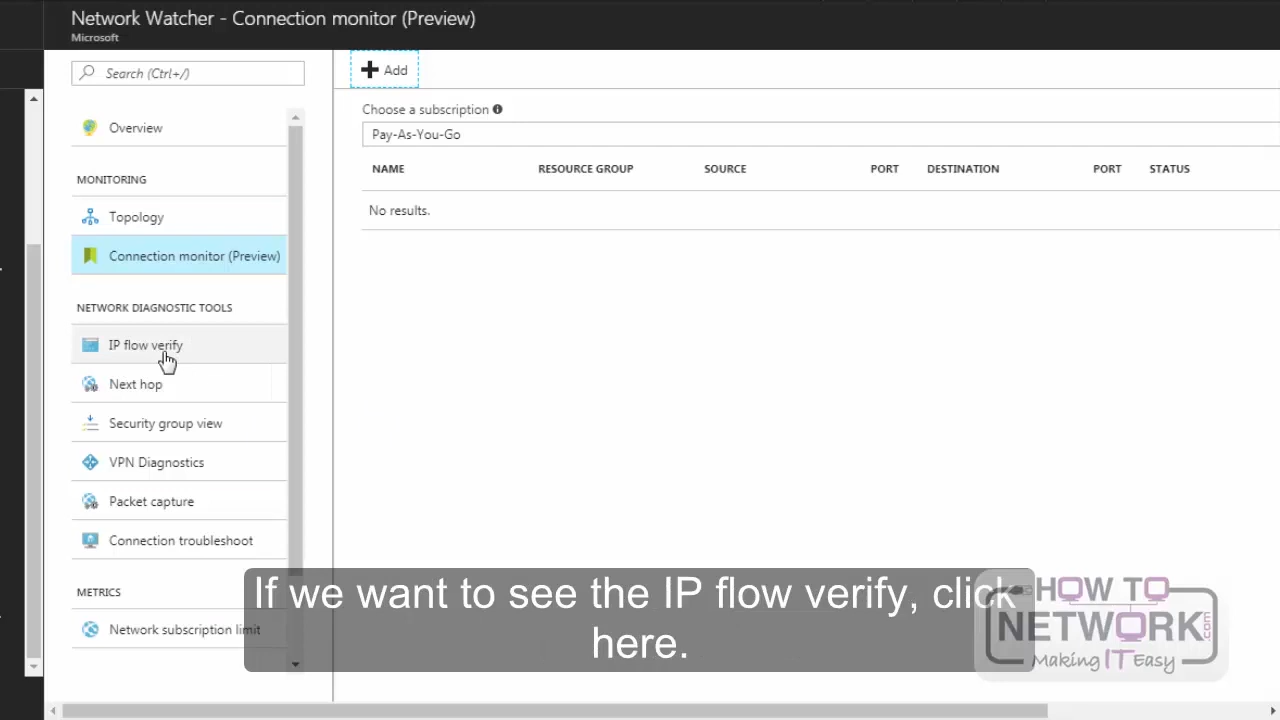 Network Watcher - Connection monitor (Preview)
Microsoft
Search (Ctrl+/)
Overview
MONITORING
Topology
Connection monitor (Preview)
NETWORK DIAGNOSTIC TOOLS
IP flow verify
Next hop
Security group view
VPN Diagnostics
Packet capture
Connection troubleshoot
METRICS
Network subscription limit
Add
Choose a subscription
Pay-As-You-Go
NAME RESOURCE GROUP SOURCE PORT DESTINATION PORT STATUS
No results.
If we want to see the IP flow verify, click
here.
HOW TO
NETWORK.com
Making IT Easy